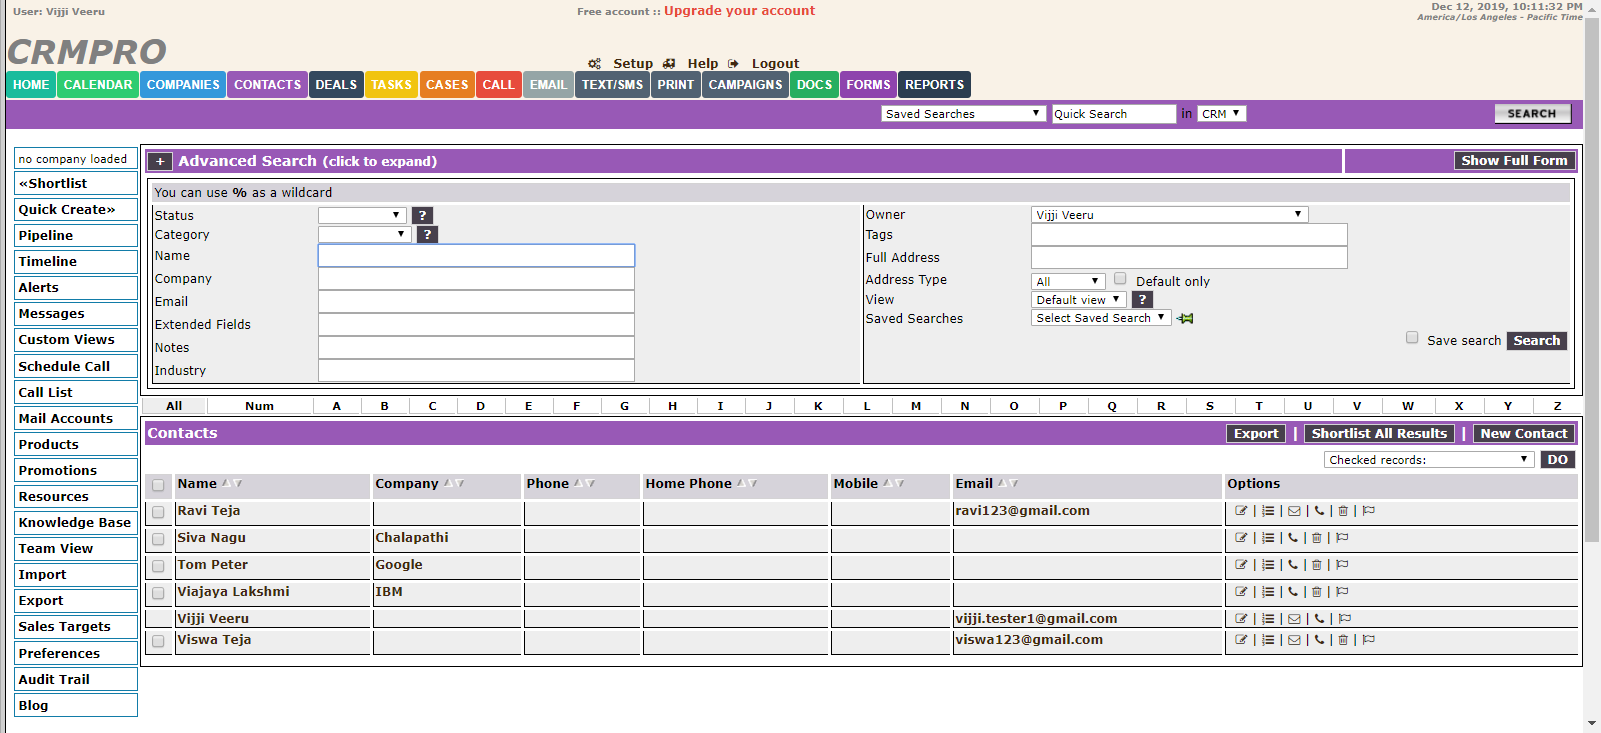 User: Vijji Veeru
Free account :: Upgrade your account
Dec 12, 2019, 10:11:32 PM
America/Los Angeles - Pacific Time
CRMPRO
Setup Help Logout
HOME CALENDAR COMPANIES CONTACTS DEALS TASKS CASES CALL EMAIL TEXT/SMS PRINT CAMPAIGNS DOCS FORMS REPORTS
Saved Searches Quick Search in CRM SEARCH
no company loaded
«Shortlist
Quick Create»
Pipeline
Timeline
Alerts
Messages
Custom Views
Schedule Call
Call List
Mail Accounts
Products
Promotions
Resources
Knowledge Base
Team View
Import
Export
Sales Targets
Preferences
Audit Trail
Blog
+ Advanced Search (click to expand) Show Full Form
You can use % as a wildcard
Status ?
Category ?
Name
Company
Email
Extended Fields
Notes
Industry
Owner Vijji Veeru
Tags
Full Address
Address Type All Default only
View Default view ?
Saved Searches Select Saved Search
Save search Search
All Num A B C D E F G H I J K L M N O P Q R S T U V W X Y Z
Contacts Export | Shortlist All Results | New Contact
Checked records: DO
Name Company Phone Home Phone Mobile Email Options
Ravi Teja ravi123@gmail.com | | | | |
Siva Nagu Chalapathi | | | |
Tom Peter Google | | | |
Viajaya Lakshmi IBM | | | |
Vijji Veeru vijji.tester1@gmail.com | | | |
Viswa Teja viswa123@gmail.com | | | | |